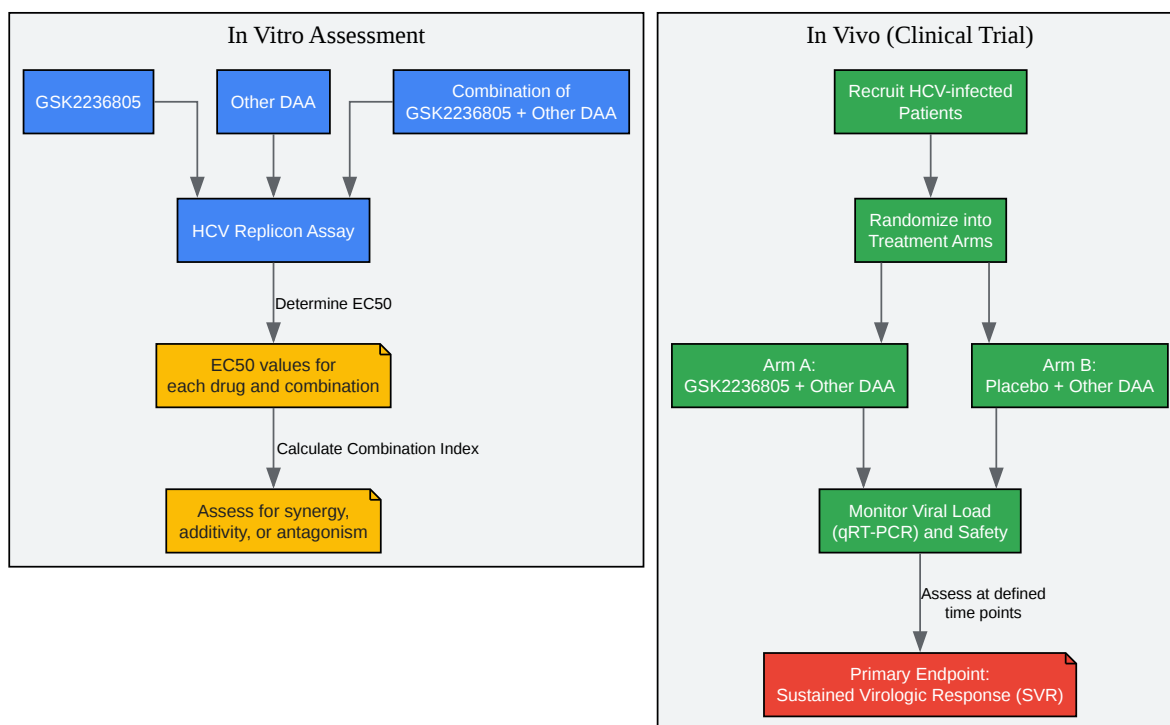 In Vitro Assessment
GSK2236805
Other DAA
Combination of
GSK2236805 + Other DAA
HCV Replicon Assay
Determine EC50
EC50 values for
each drug and combination
Calculate Combination Index
Assess for synergy,
additivity, or antagonism
In Vivo (Clinical Trial)
Recruit HCV-infected
Patients
Randomize into
Treatment Arms
Arm A:
GSK2236805 + Other DAA
Arm B:
Placebo + Other DAA
Monitor Viral Load
(qRT-PCR) and Safety
Assess at defined
time points
Primary Endpoint:
Sustained Virologic Response (SVR)